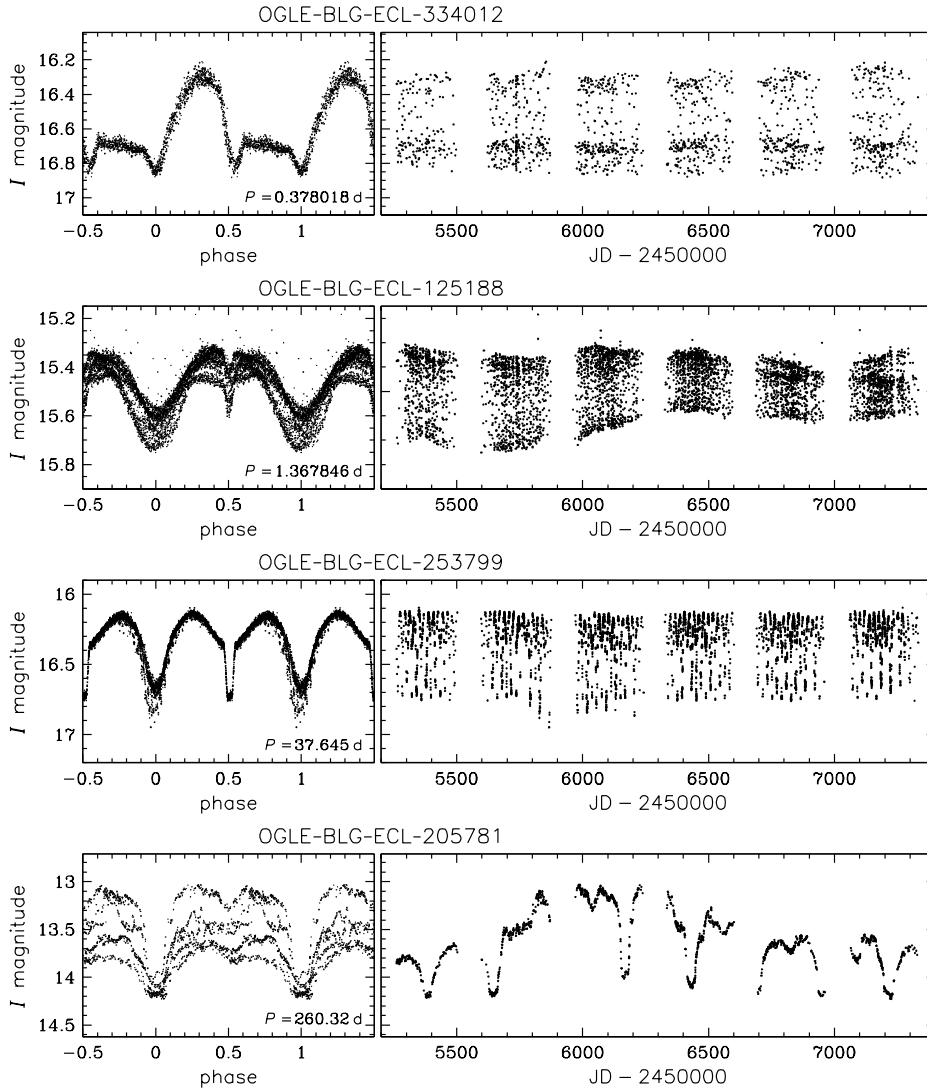 OGLE-BLG-ECL-334012
I magnitude
16.2
16.4
16.6
16.8
17
P = 0.378018 d
−0.5 0 0.5 1
phase
5500 6000 6500 7000
JD − 2450000
OGLE-BLG-ECL-125188
I magnitude
15.2
15.4
15.6
15.8
P = 1.367846 d
−0.5 0 0.5 1
phase
5500 6000 6500 7000
JD − 2450000
OGLE-BLG-ECL-253799
I magnitude
16
16.5
17
P = 37.645 d
−0.5 0 0.5 1
phase
5500 6000 6500 7000
JD − 2450000
OGLE-BLG-ECL-205781
I magnitude
13
13.5
14
14.5
P = 260.32 d
−0.5 0 0.5 1
phase
5500 6000 6500 7000
JD − 2450000